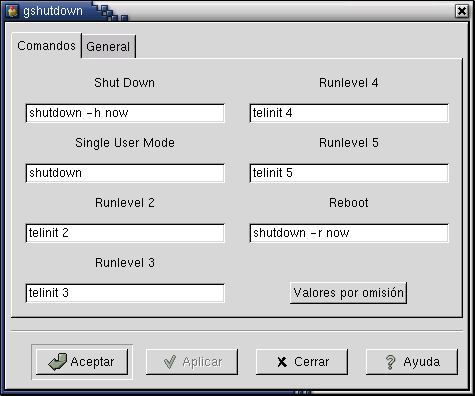 gshutdown
Comandos General
Shut Down
shutdown -h now
Single User Mode
shutdown
Runlevel 2
telinit 2
Runlevel 3
telinit 3
Runlevel 4
telinit 4
Runlevel 5
telinit 5
Reboot
shutdown -r now
Valores por omisión
Aceptar Aplicar Cerrar Ayuda